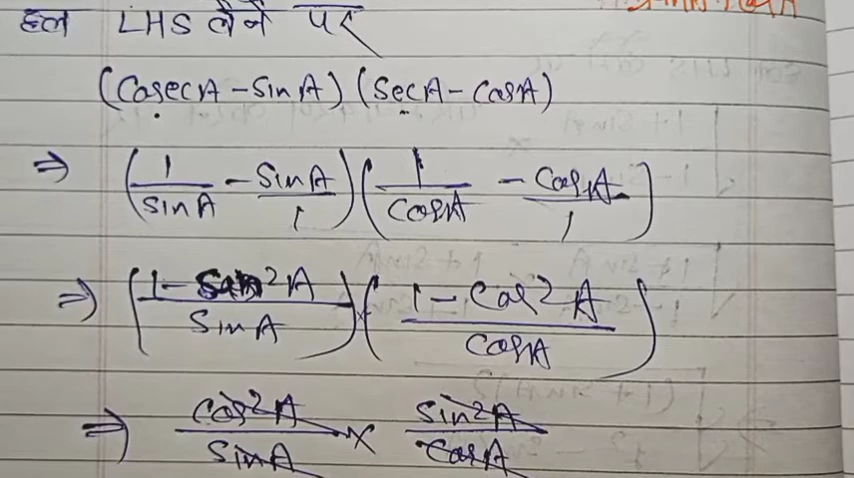 हल LHS लेने पर
(CosecA - SinA) (SecA - CosA)
⇒ (1/SinA - SinA/1) (1/CosA - CosA/1)
⇒ ((1 - Sin²A)/SinA) × ((1 - Cos²A)/CosA)
⇒ Cos²A/SinA × Sin²A/CosA